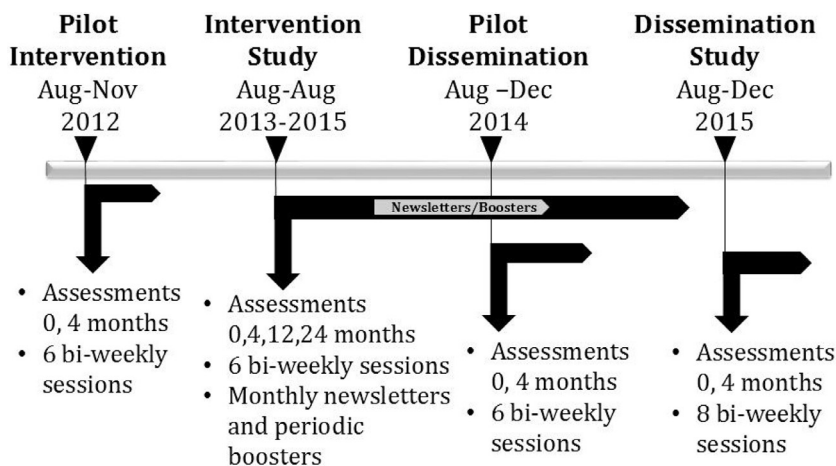 Pilot
Intervention
Aug-Nov
2012
Intervention
Study
Aug-Aug
2013-2015
Pilot
Dissemination
Aug –Dec
2014
Dissemination
Study
Aug-Dec
2015
Newsletters/Boosters
• Assessments
0, 4 months
• 6 bi-weekly
sessions
• Assessments
0,4,12,24 months
• 6 bi-weekly sessions
• Monthly newsletters
and periodic
boosters
• Assessments
0, 4 months
• 6 bi-weekly
sessions
• Assessments
0, 4 months
• 8 bi-weekly
sessions